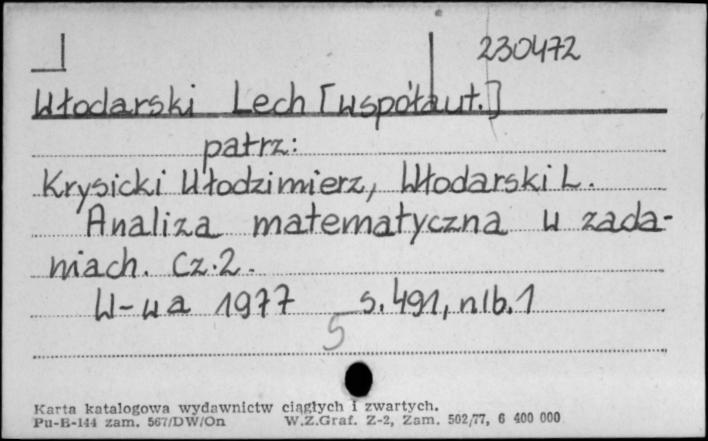 230472
Włodarski Lech [współaut.]
patrz:
Krysicki Włodzimierz, Włodarski L.
Analiza matematyczna w zada-
niach. Cz.2.
W-wa 1977 s.491, nlb.1
5
Karta katalogowa wydawnictw ciągłych i zwartych.
Pu-B-144 zam. 567/DW/On W.Z.Graf. Z-2, Zam. 502/77, 6 400 000